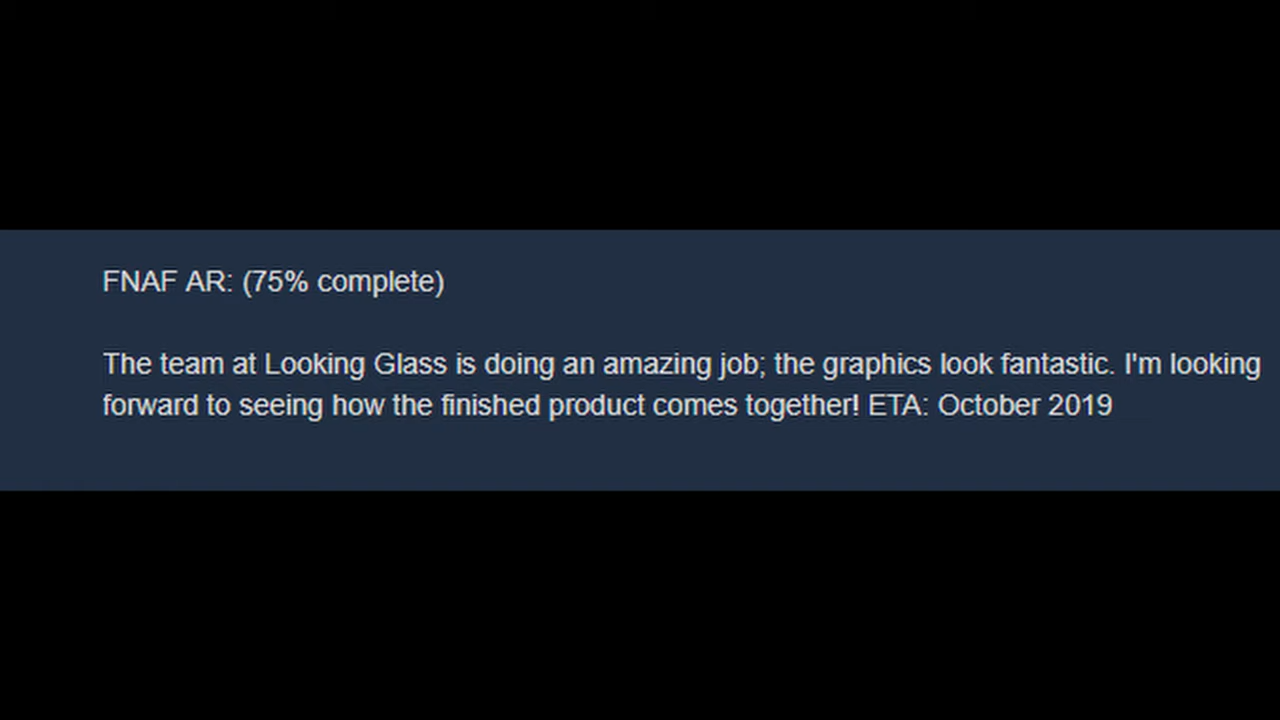 FNAF AR: (75% complete)
The team at Looking Glass is doing an amazing job; the graphics look fantastic. I'm looking
forward to seeing how the finished product comes together! ETA: October 2019